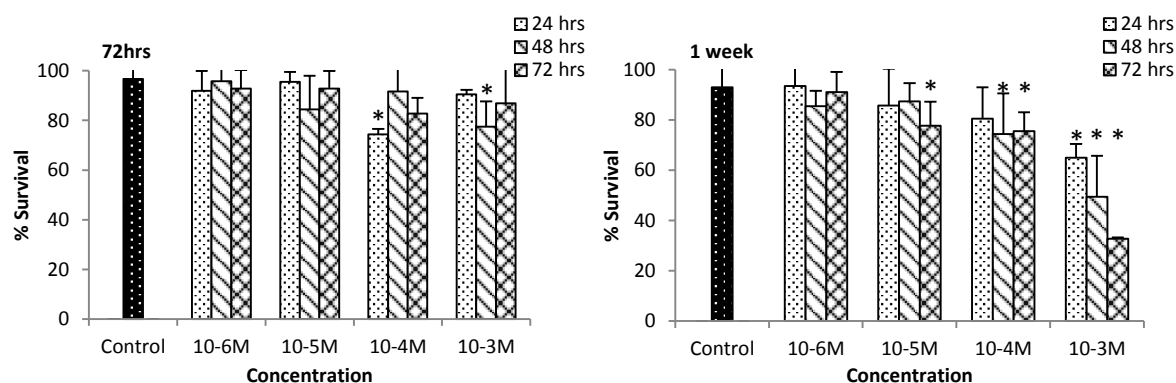 72hrs
24 hrs
48 hrs
72 hrs
100
80
60
40
20
0
% Survival
*
*
Control 10-6M 10-5M 10-4M 10-3M
Concentration
1 week
24 hrs
48 hrs
72 hrs
100
80
60
40
20
0
% Survival
*
* *
* * *
Control 10-6M 10-5M 10-4M 10-3M
Concentration